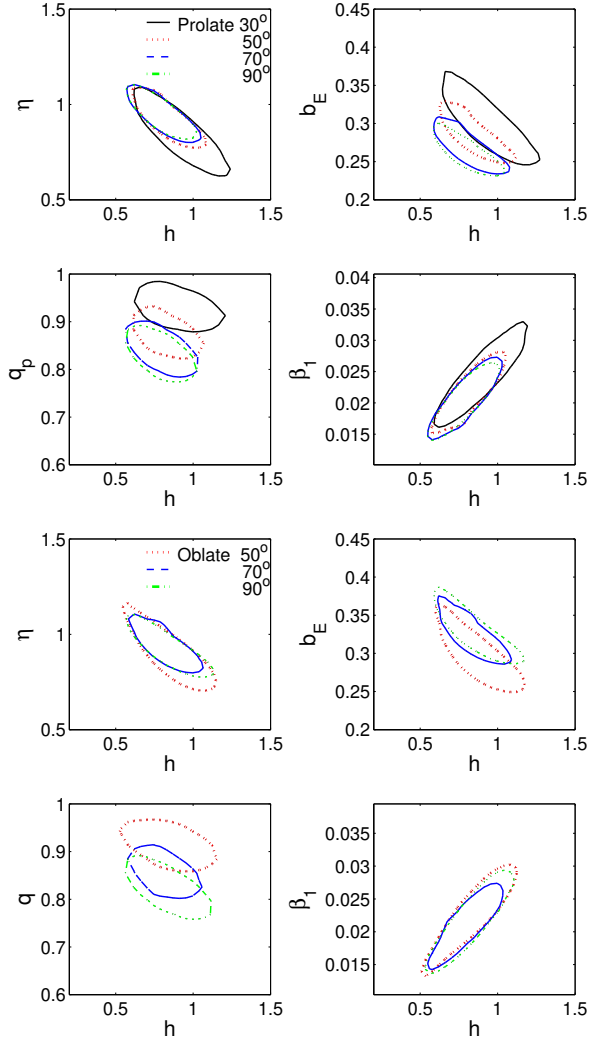 Prolate 30°
50°
70°
90°
1.5
1
0.5
η
0.5 1 1.5
h
0.45
0.4
0.35
0.3
0.25
0.2
b_E
0.5 1 1.5
h
1
0.9
0.8
0.7
0.6
q_p
0.5 1 1.5
h
0.04
0.035
0.03
0.025
0.02
0.015
β_1
0.5 1 1.5
h
Oblate 50°
70°
90°
1.5
1
0.5
η
0.5 1 1.5
h
0.45
0.4
0.35
0.3
0.25
0.2
b_E
0.5 1 1.5
h
1
0.9
0.8
0.7
0.6
q
0.5 1 1.5
h
0.035
0.03
0.025
0.02
0.015
β_1
0.5 1 1.5
h